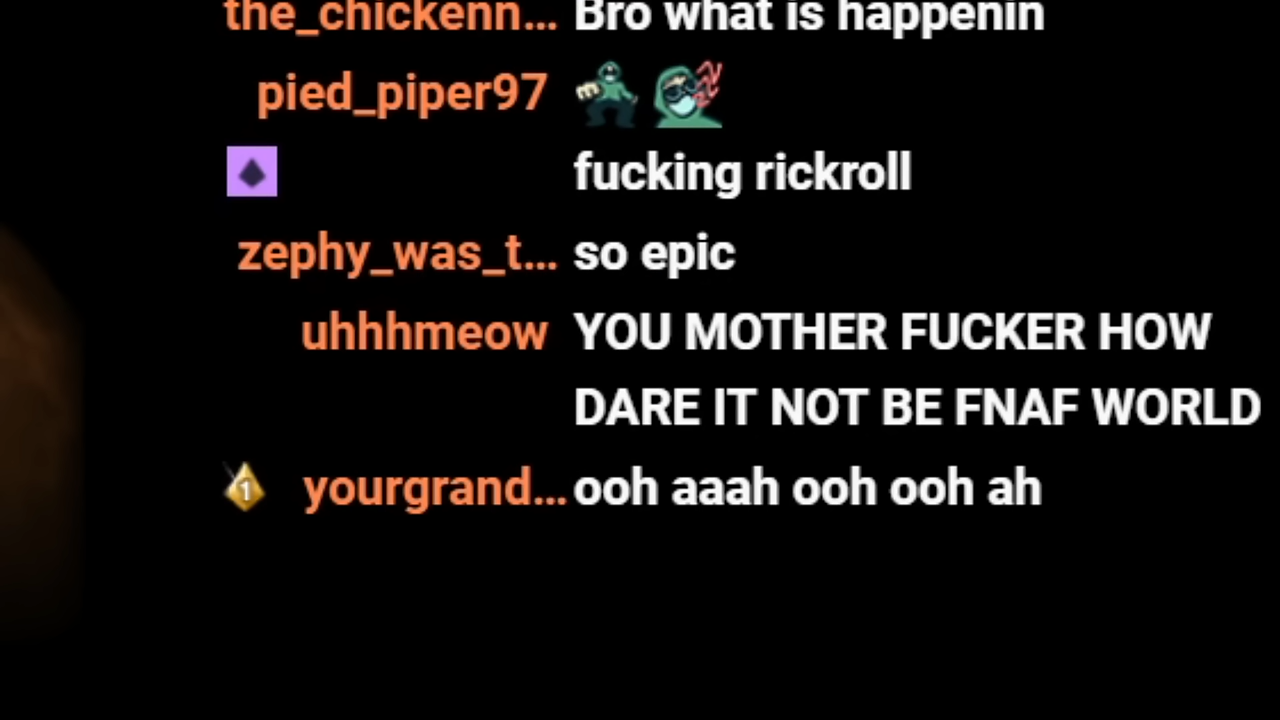 the_chickenn... Bro what is happenin
pied_piper97
fucking rickroll
zephy_was_t... so epic
uhhhmeow YOU MOTHER FUCKER HOW
DARE IT NOT BE FNAF WORLD
1 yourgrand... ooh aaah ooh ooh ah